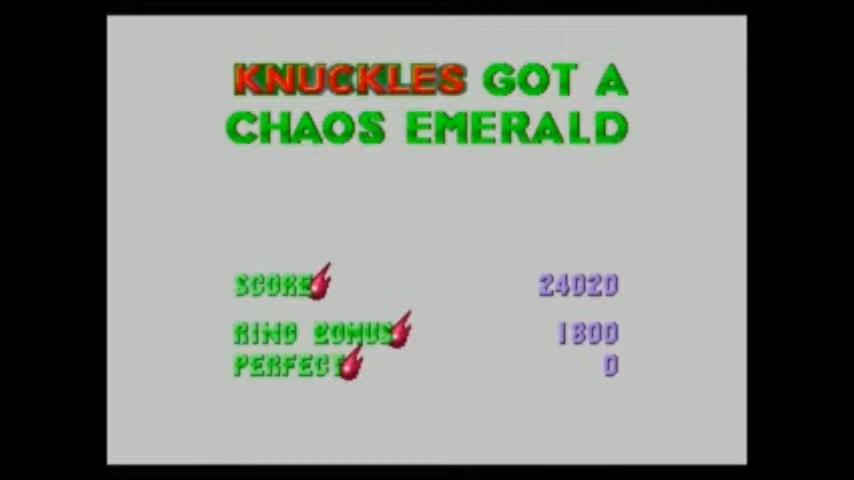 KNUCKLES GOT A
CHAOS EMERALD
SCORE 24020
RING BONUS 1800
PERFECT 0